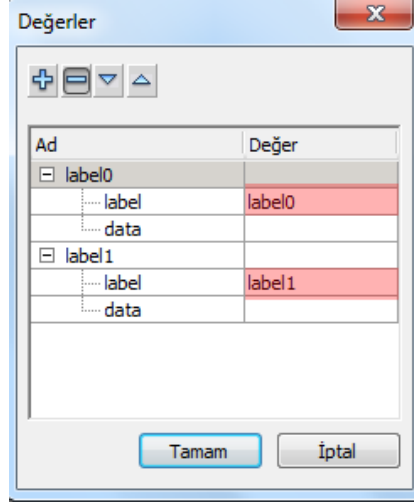 Değerler
Ad Değer
label0
label label0
data
label1
label label1
data
Tamam İptal